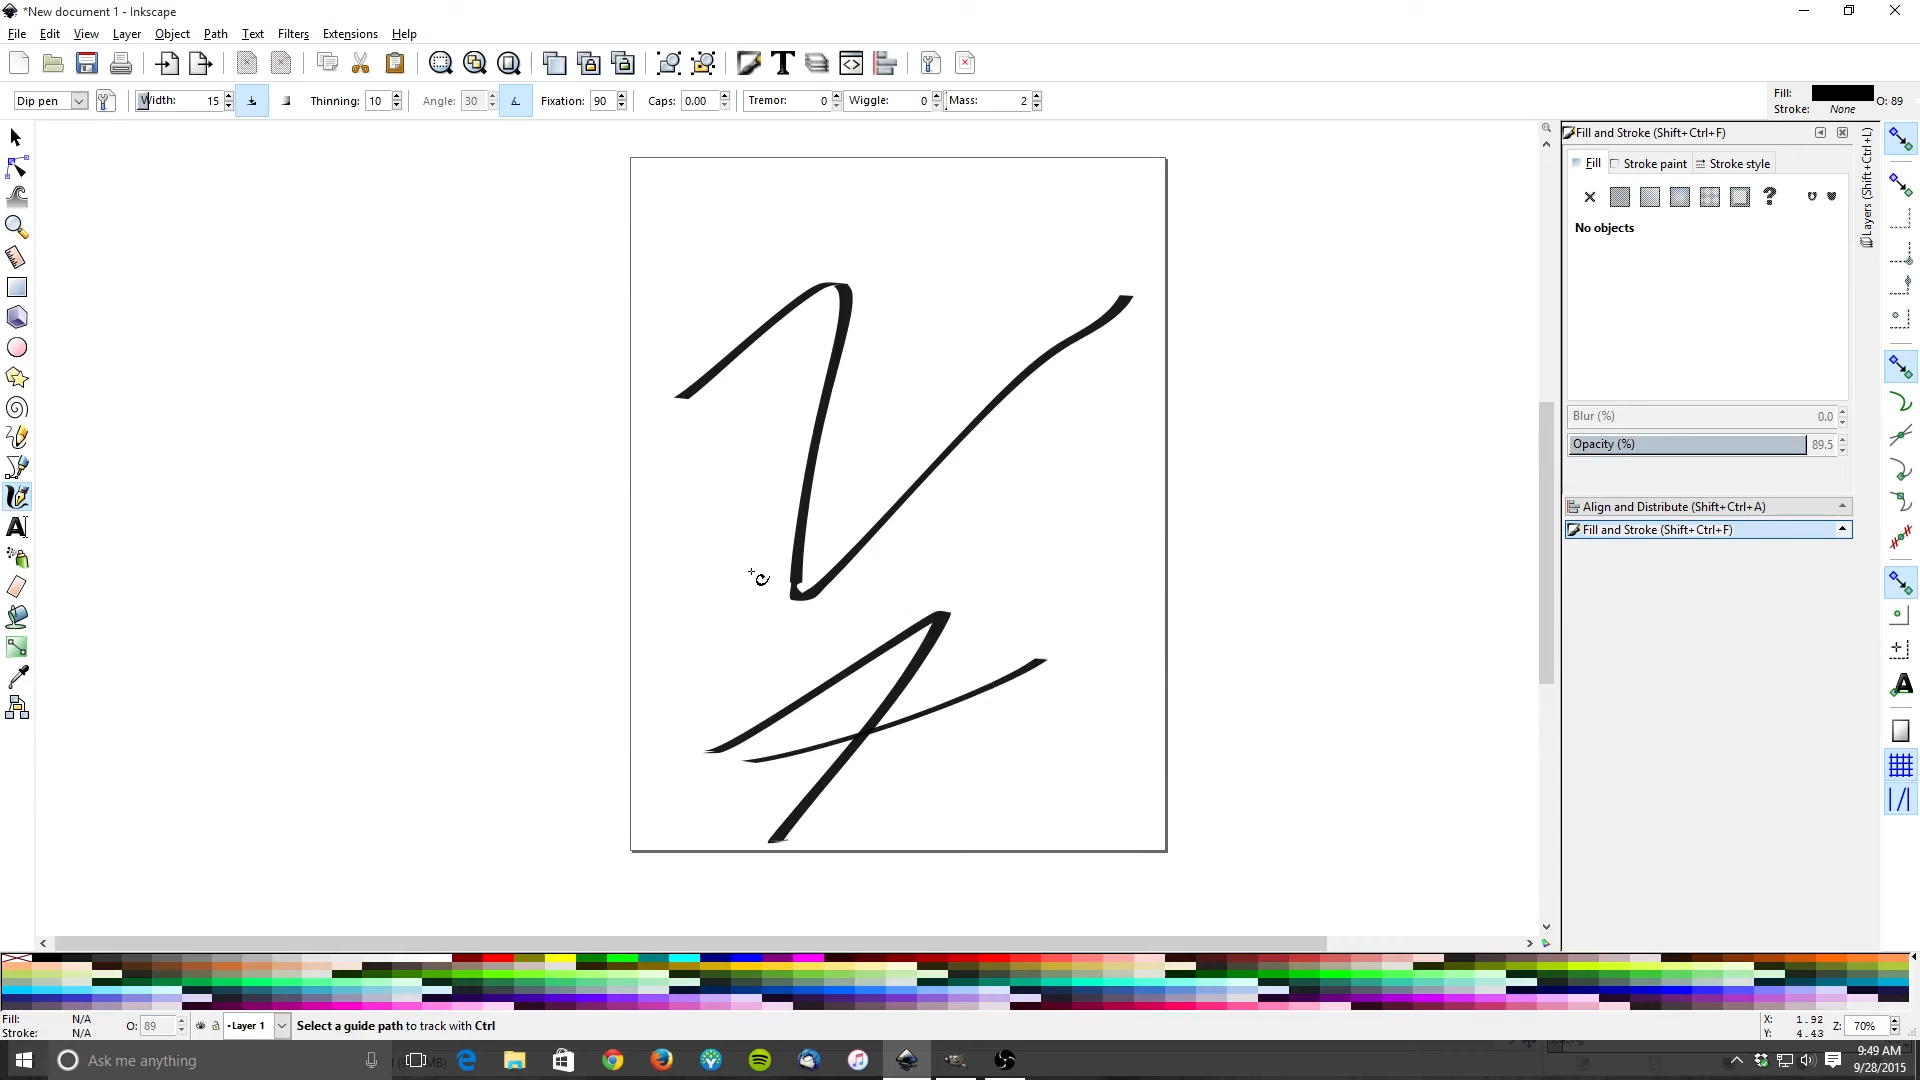 *New document 1 - Inkscape
File Edit View Layer Object Path Text Filters Extensions Help
Dip pen Width: 15 Thinning: 10 Angle: 30 Fixation: 90 Caps: 0.00 Tremor: 0 Wiggle: 0 Mass: 2
Fill:
Stroke: None
O: 89
Fill and Stroke (Shift+Ctrl+F)
Layers (Shift+Ctrl+L)
Fill Stroke paint Stroke style
No objects
Blur (%) 0.0
Opacity (%) 89.5
Align and Distribute (Shift+Ctrl+A)
Fill and Stroke (Shift+Ctrl+F)
Fill: N/A
Stroke: N/A
O: 89
•Layer 1
Select a guide path to track with Ctrl
X: 1.92
Y: 4.43
Z: 70%
Ask me anything
9:49 AM
9/28/2015